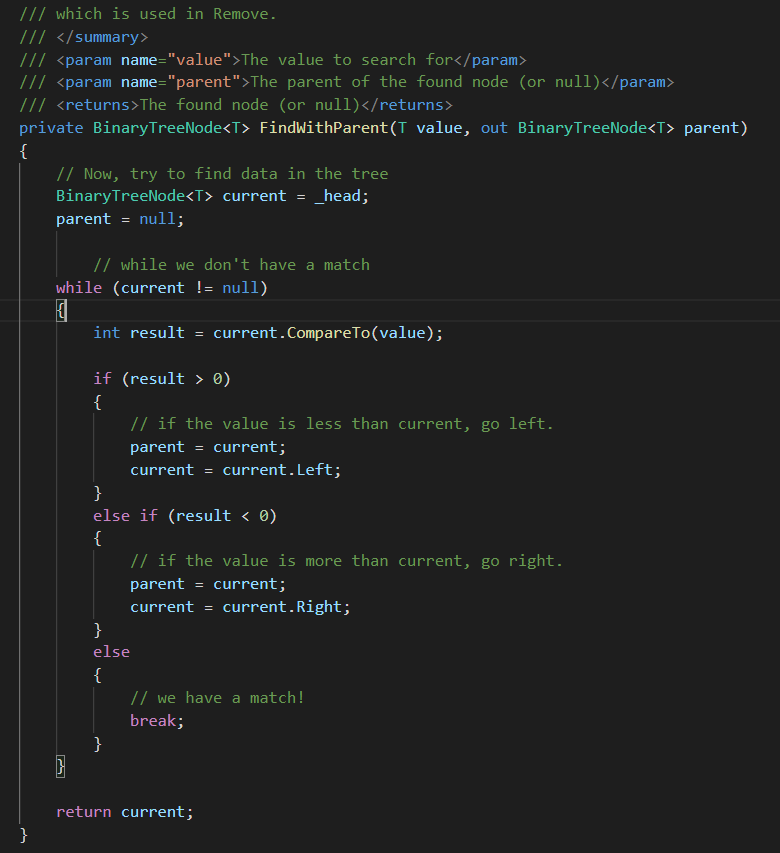 /// which is used in Remove.
/// </summary>
/// <param name="value">The value to search for</param>
/// <param name="parent">The parent of the found node (or null)</param>
/// <returns>The found node (or null)</returns>
private BinaryTreeNode<T> FindWithParent(T value, out BinaryTreeNode<T> parent)
{
    // Now, try to find data in the tree
    BinaryTreeNode<T> current = _head;
    parent = null;

        // while we don't have a match
    while (current != null)
    {
        int result = current.CompareTo(value);

        if (result > 0)
        {
            // if the value is less than current, go left.
            parent = current;
            current = current.Left;
        }
        else if (result < 0)
        {
            // if the value is more than current, go right.
            parent = current;
            current = current.Right;
        }
        else
        {
            // we have a match!
            break;
        }
    }

    return current;
}